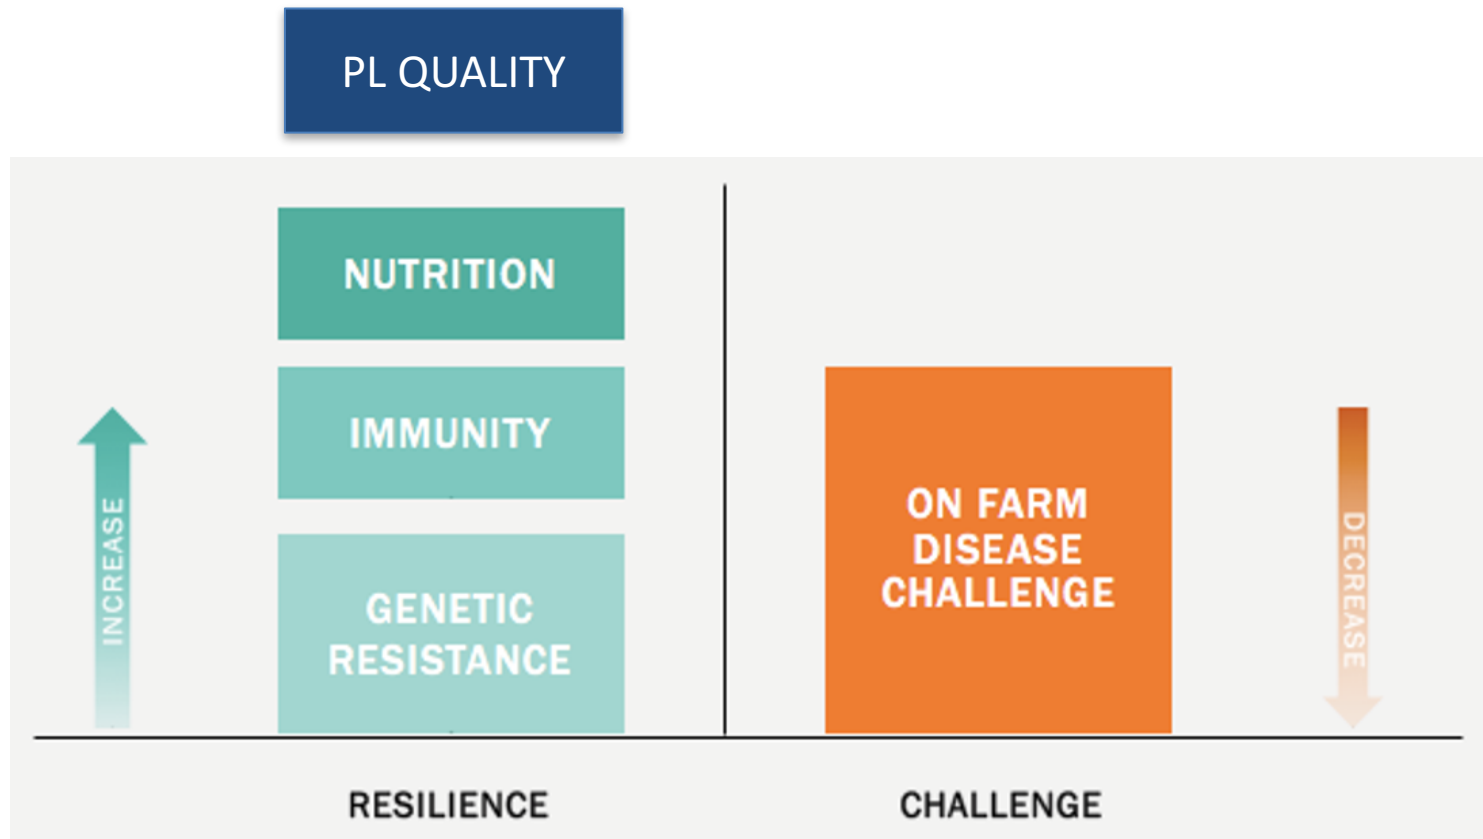 PL QUALITY
NUTRITION
IMMUNITY
GENETIC
RESISTANCE
INCREASE
ON FARM
DISEASE
CHALLENGE
DECREASE
RESILIENCE
CHALLENGE